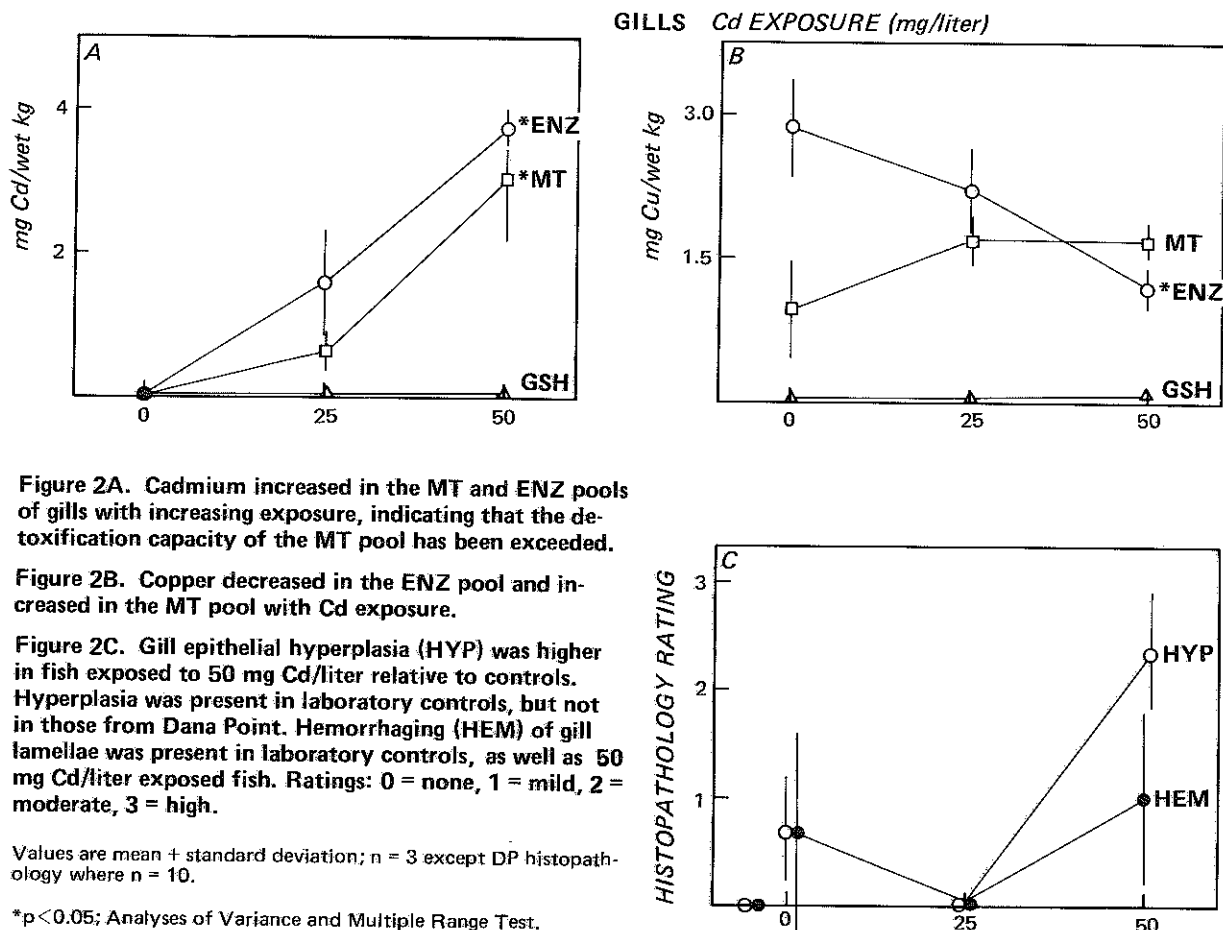 GILLS Cd EXPOSURE (mg/liter)
A
mg Cd/wet kg
4
2
*ENZ
*MT
GSH
0 25 50
B
mg Cu/wet kg
3.0
1.5
MT
*ENZ
GSH
0 25 50
Figure 2A. Cadmium increased in the MT and ENZ pools
of gills with increasing exposure, indicating that the de-
toxification capacity of the MT pool has been exceeded.
Figure 2B. Copper decreased in the ENZ pool and in-
creased in the MT pool with Cd exposure.
Figure 2C. Gill epithelial hyperplasia (HYP) was higher
in fish exposed to 50 mg Cd/liter relative to controls.
Hyperplasia was present in laboratory controls, but not
in those from Dana Point. Hemorrhaging (HEM) of gill
lamellae was present in laboratory controls, as well as 50
mg Cd/liter exposed fish. Ratings: 0 = none, 1 = mild, 2 =
moderate, 3 = high.
Values are mean + standard deviation; n = 3 except DP histopath-
ology where n = 10.
*p<0.05; Analyses of Variance and Multiple Range Test.
C
HISTOPATHOLOGY RATING
3
2
1
HYP
HEM
0 25 50